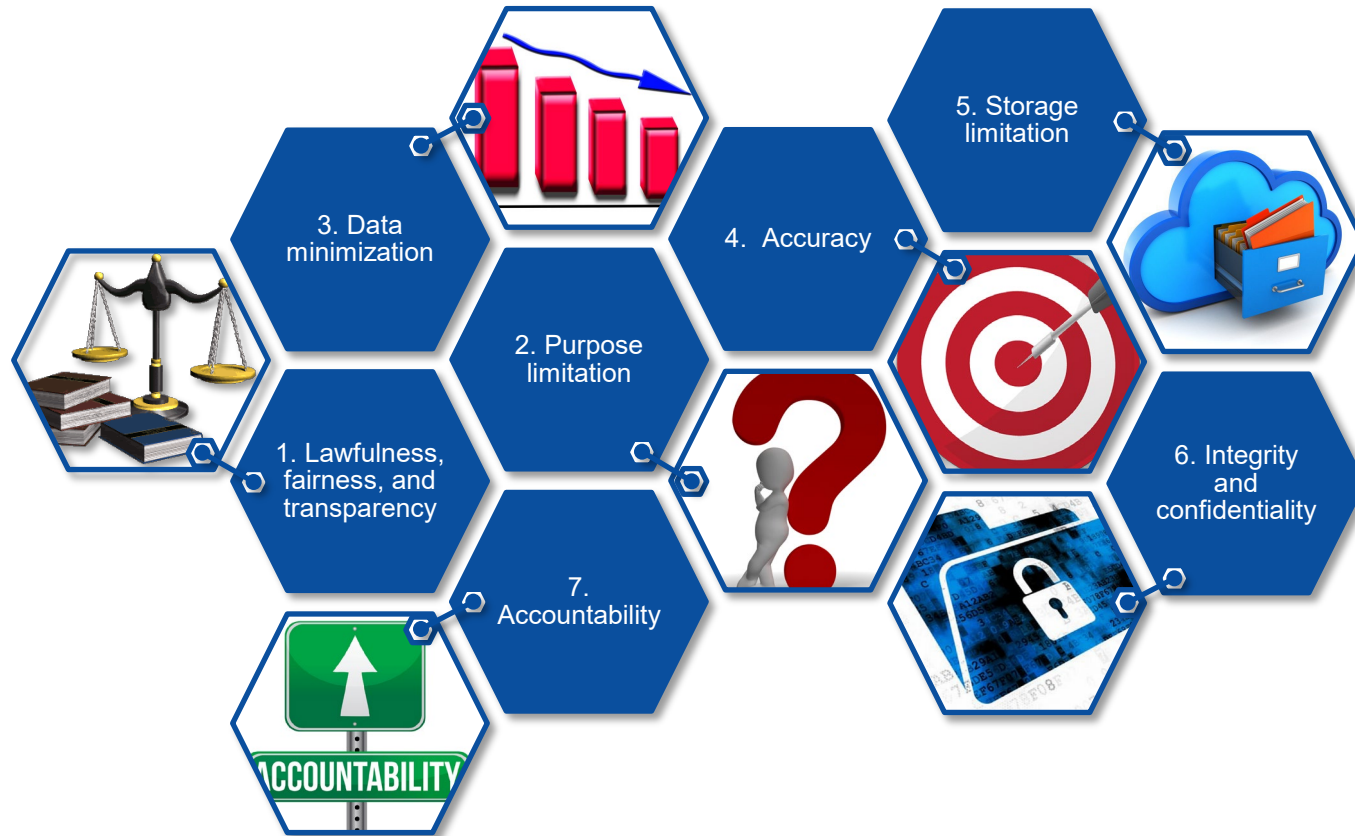 5. Storage
limitation
3. Data
minimization
4.  Accuracy
2. Purpose
limitation
1. Lawfulness,
fairness, and
transparency
6. Integrity
and
confidentiality
7.
Accountability
ACCOUNTABILITY